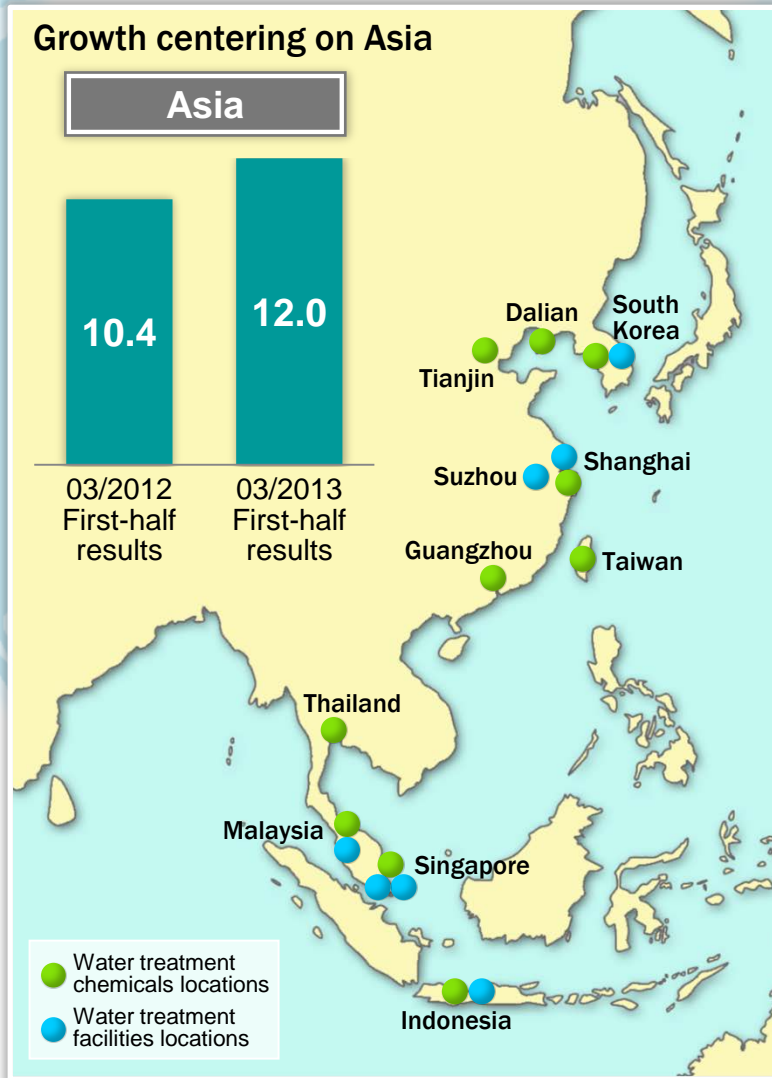 Growth centering on Asia
Asia
10.4
12.0
03/2012
First-half
results
03/2013
First-half
results
Dalian
South
Korea
Tianjin
Shanghai
Suzhou
Guangzhou
Taiwan
Thailand
Malaysia
Singapore
Indonesia
Water treatment
chemicals locations
Water treatment
facilities locations